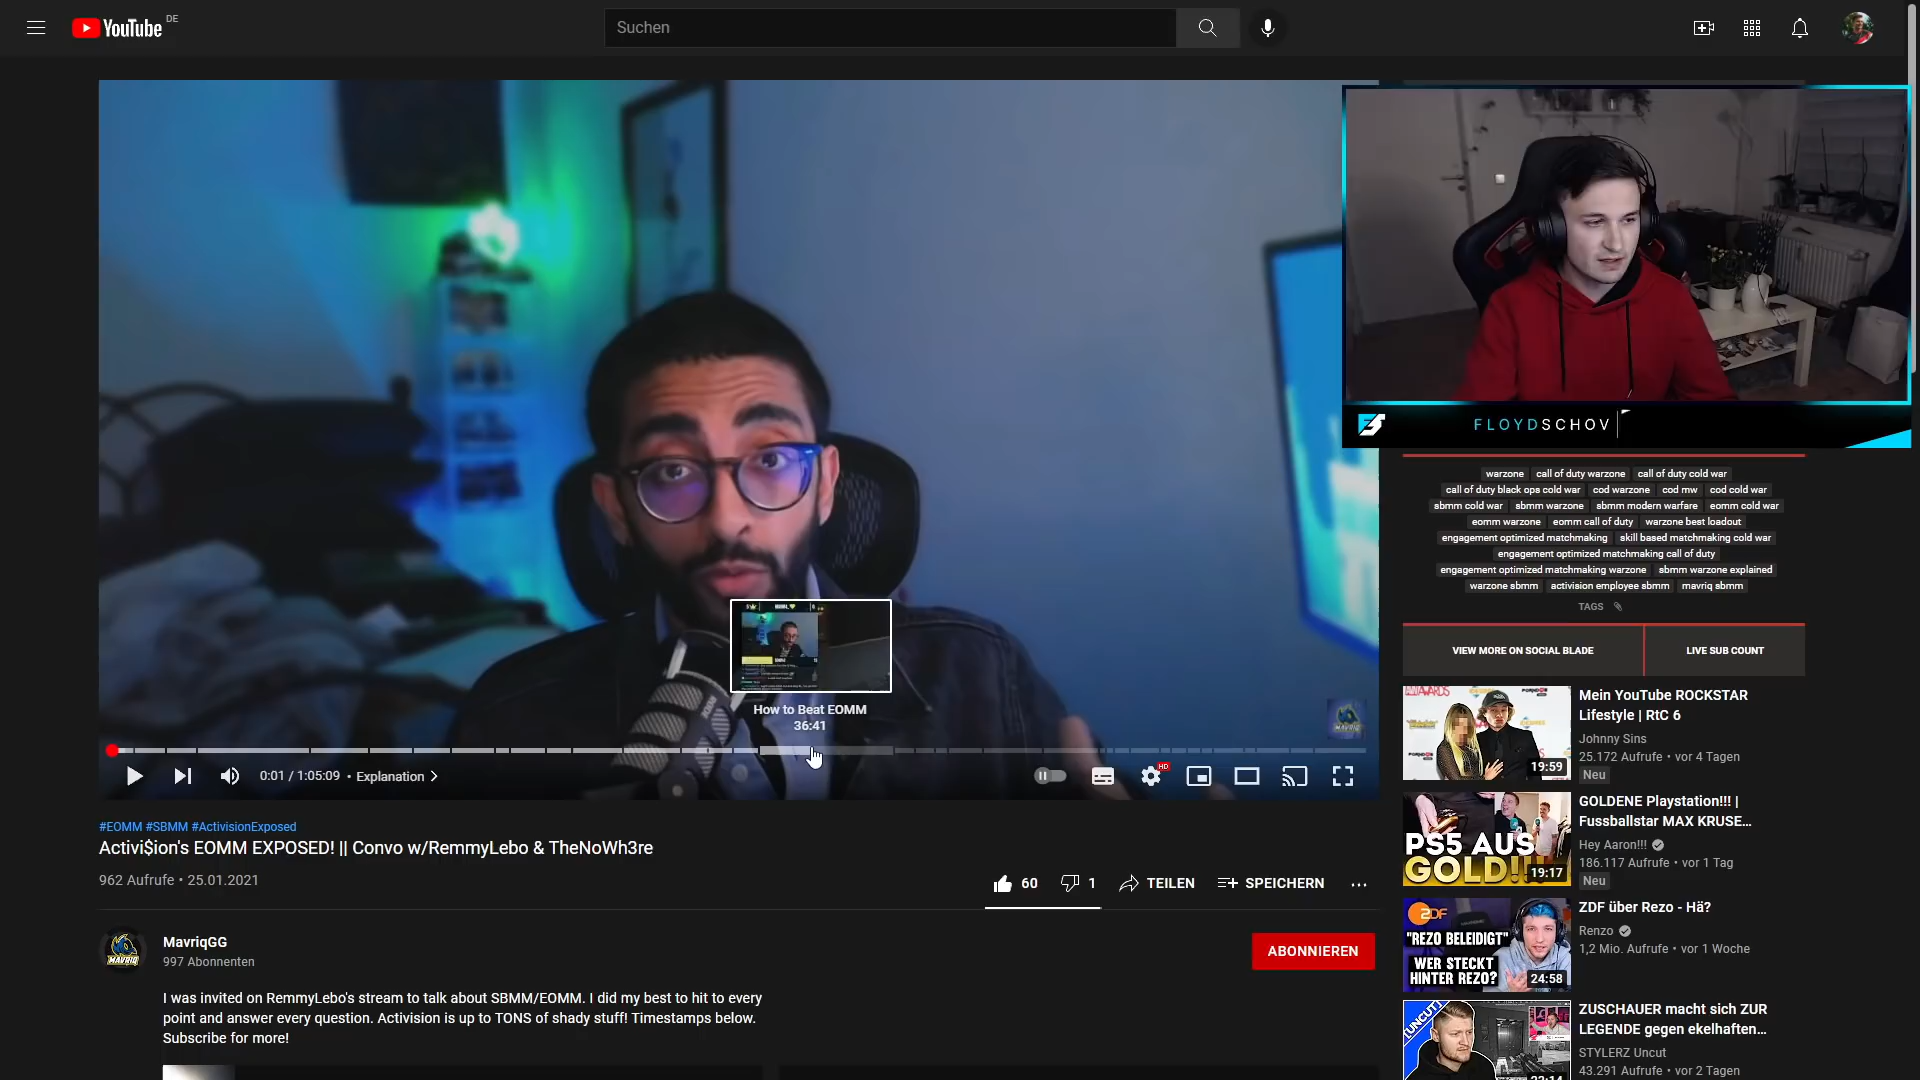 YouTube DE
Suchen
FLOYDSCHOV
warzone call of duty warzone call of duty cold war
call of duty black ops cold war cod warzone cod mw cod cold war
sbmm cold war sbmm warzone sbmm modern warfare eomm cold war
eomm warzone eomm call of duty warzone best loadout
engagement optimized matchmaking skill based matchmaking cold war
engagement optimized matchmaking call of duty
engagement optimized matchmaking warzone sbmm warzone explained
warzone sbmm activision employee sbmm mavriq sbmm
TAGS
VIEW MORE ON SOCIAL BLADE LIVE SUB COUNT
How to Beat EOMM
36:41
0:01 / 1:05:09 • Explanation
HD
#EOMM #SBMM #ActivisionExposed
Activi$ion's EOMM EXPOSED! || Convo w/RemmyLebo & TheNoWh3re
962 Aufrufe • 25.01.2021
60 1 TEILEN SPEICHERN ...
MavriqGG
997 Abonnenten
MAVRIQ
ABONNIEREN
I was invited on RemmyLebo's stream to talk about SBMM/EOMM. I did my best to hit to every
point and answer every question. Activision is up to TONS of shady stuff! Timestamps below.
Subscribe for more!
Mein YouTube ROCKSTAR
Lifestyle | RtC 6
Johnny Sins
25.172 Aufrufe • vor 4 Tagen
Neu
19:59
GOLDENE Playstation!!! |
Fussballstar MAX KRUSE...
Hey Aaron!!!
186.117 Aufrufe • vor 1 Tag
Neu
PS5 AUS
GOLD!!!
19:17
ZDF über Rezo - Hä?
Renzo
1,2 Mio. Aufrufe • vor 1 Woche
ZDF
"REZO BELEIDIGT"
WER STECKT
HINTER REZO?
24:58
ZUSCHAUER macht sich ZUR
LEGENDE gegen ekelhaften...
STYLERZ Uncut
43.291 Aufrufe • vor 2 Tagen
UNCUT